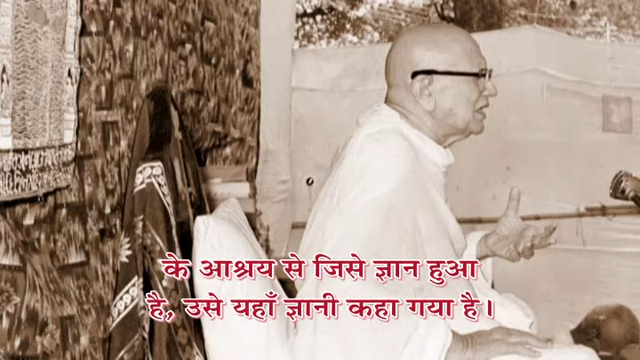 के आश्रय से जिसे ज्ञान हुआ
है, उसे यहाँ ज्ञानी कहा गया है।